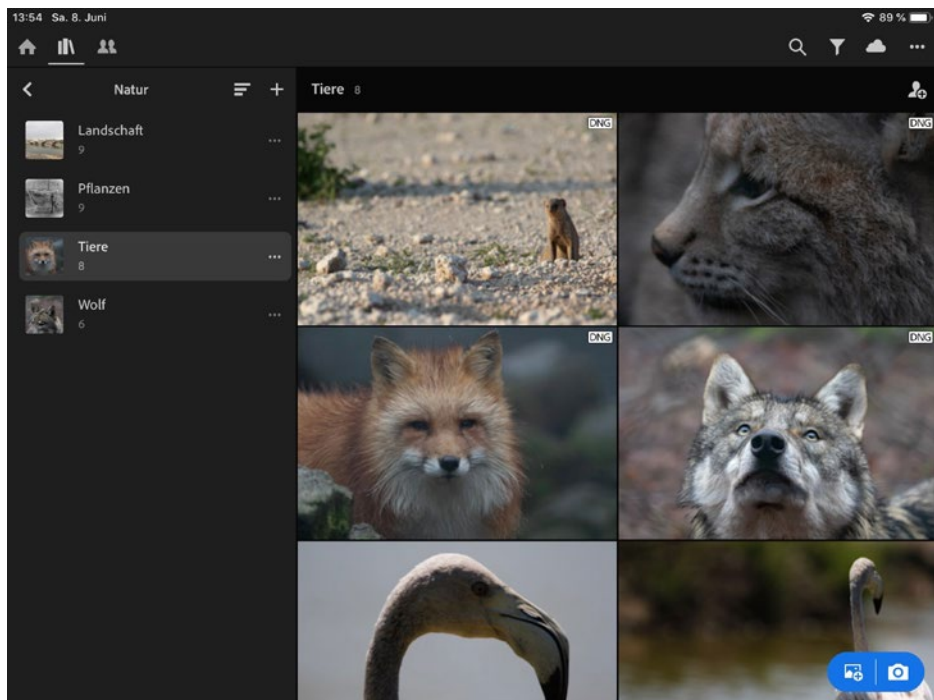 13:54 Sa. 8. Juni
89 %
Natur
Tiere 8
Landschaft
9
Pflanzen
9
Tiere
8
Wolf
6
DNG
DNG
DNG
DNG